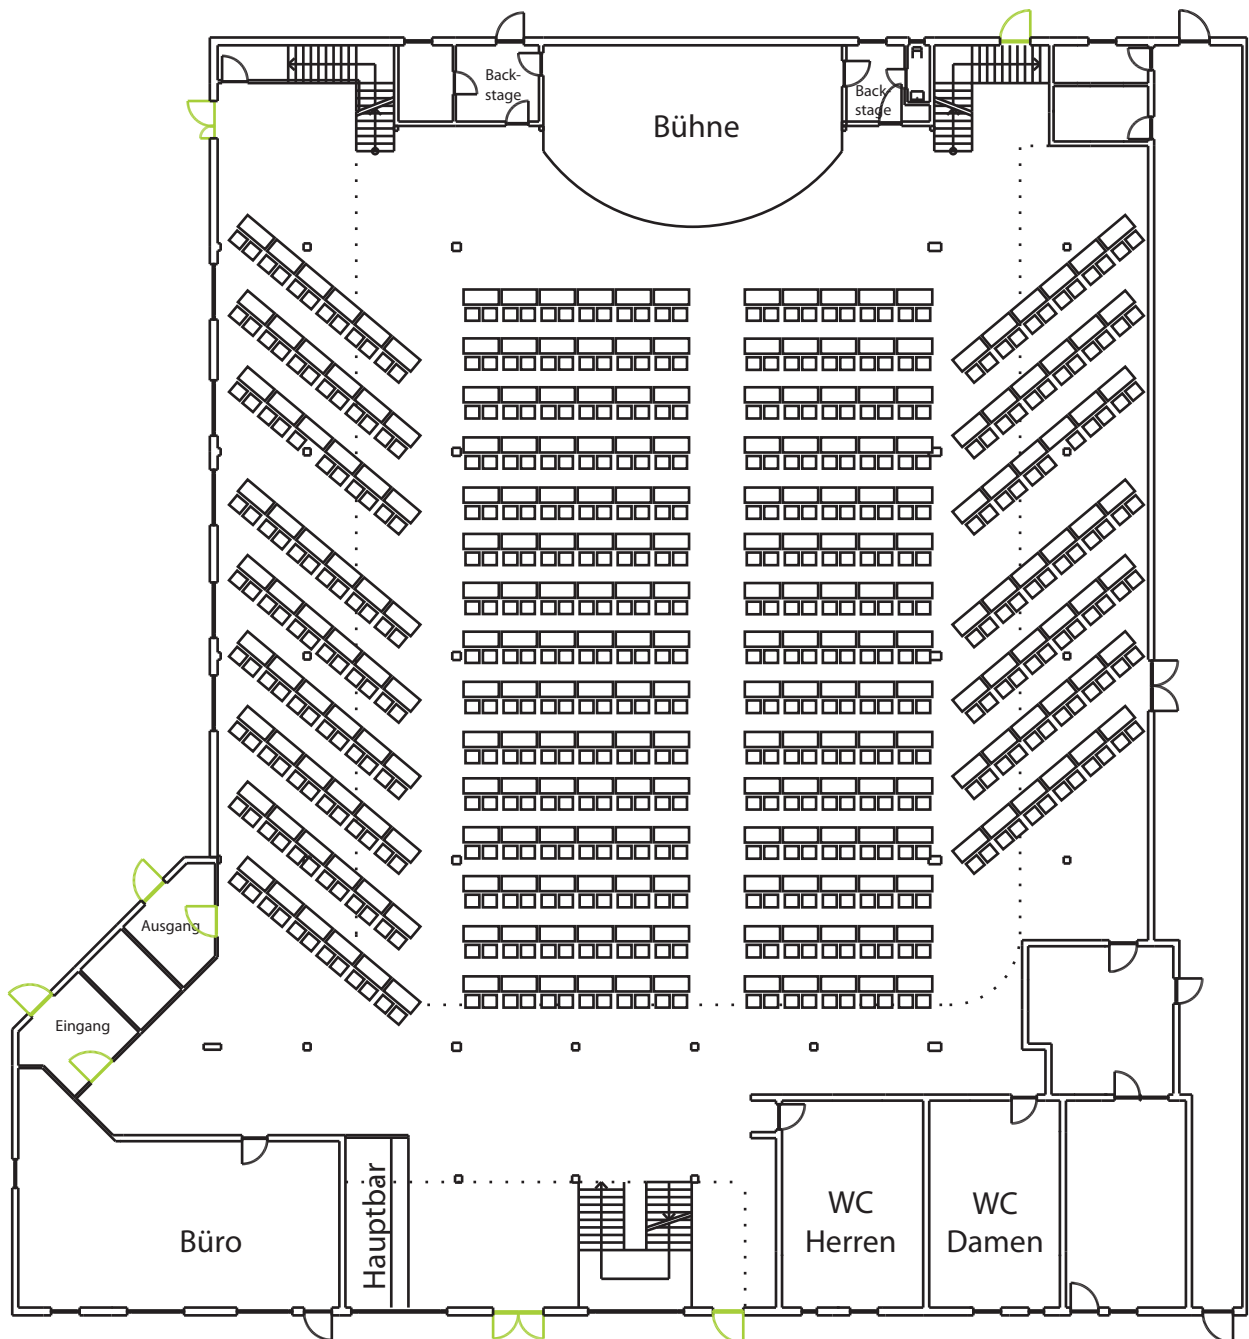 Back-
stage
Bühne
Back-
stage
Ausgang
Eingang
Büro
Hauptbar
WC
Herren
WC
Damen